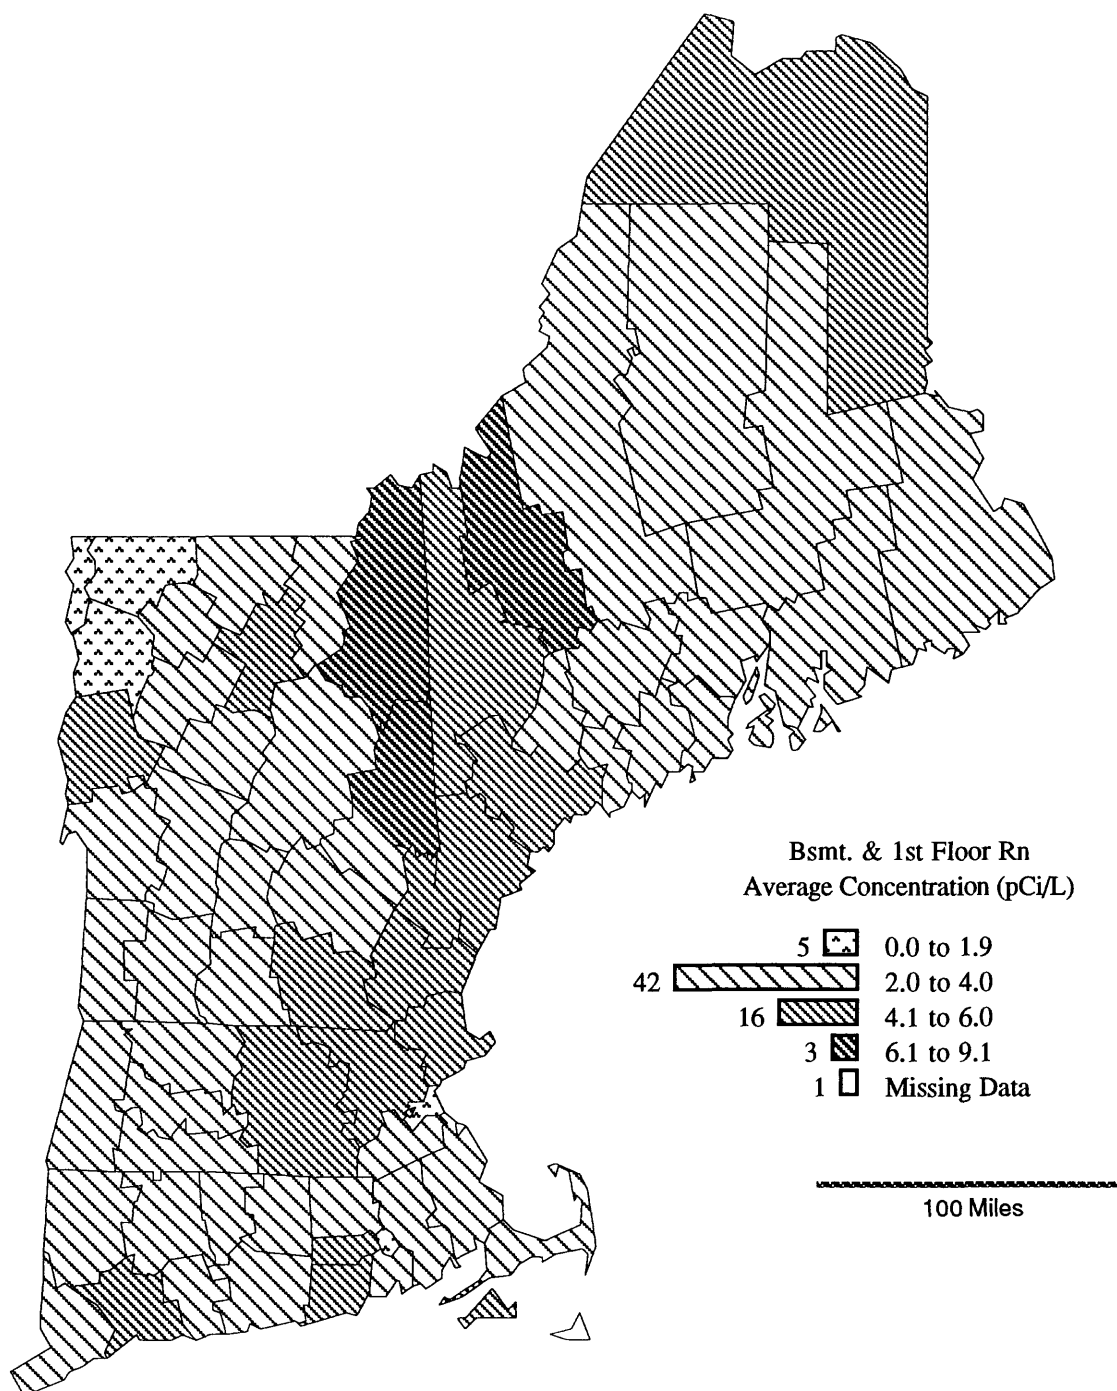 Bsmt. & 1st Floor Rn
Average Concentration (pCi/L)
5 0.0 to 1.9
42 2.0 to 4.0
16 4.1 to 6.0
3 6.1 to 9.1
1 Missing Data
100 Miles